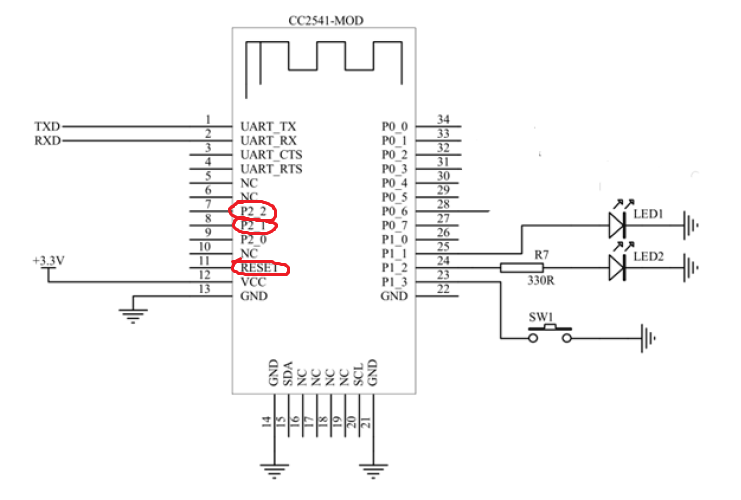 CC2541-MOD
TXD 1 UART_TX
RXD 2 UART_RX
3 UART_CTS
4 UART_RTS
5 NC
6 NC
7 P2_2
8 P2_1
9 P2_0
10 NC
11 RESET
+3.3V
12 VCC
13 GND
P0_0 34
P0_1 33
P0_2 32
P0_3 31
P0_4 30
P0_5 29
P0_6 28
P0_7 27
P1_0 26
P1_1 25
P1_2 24
P1_3 23
GND 22
LED1
R7
330R
LED2
SW1
GND 14
SDA 15
NC 16
NC 17
NC 18
NC 19
SCL 20
GND 21